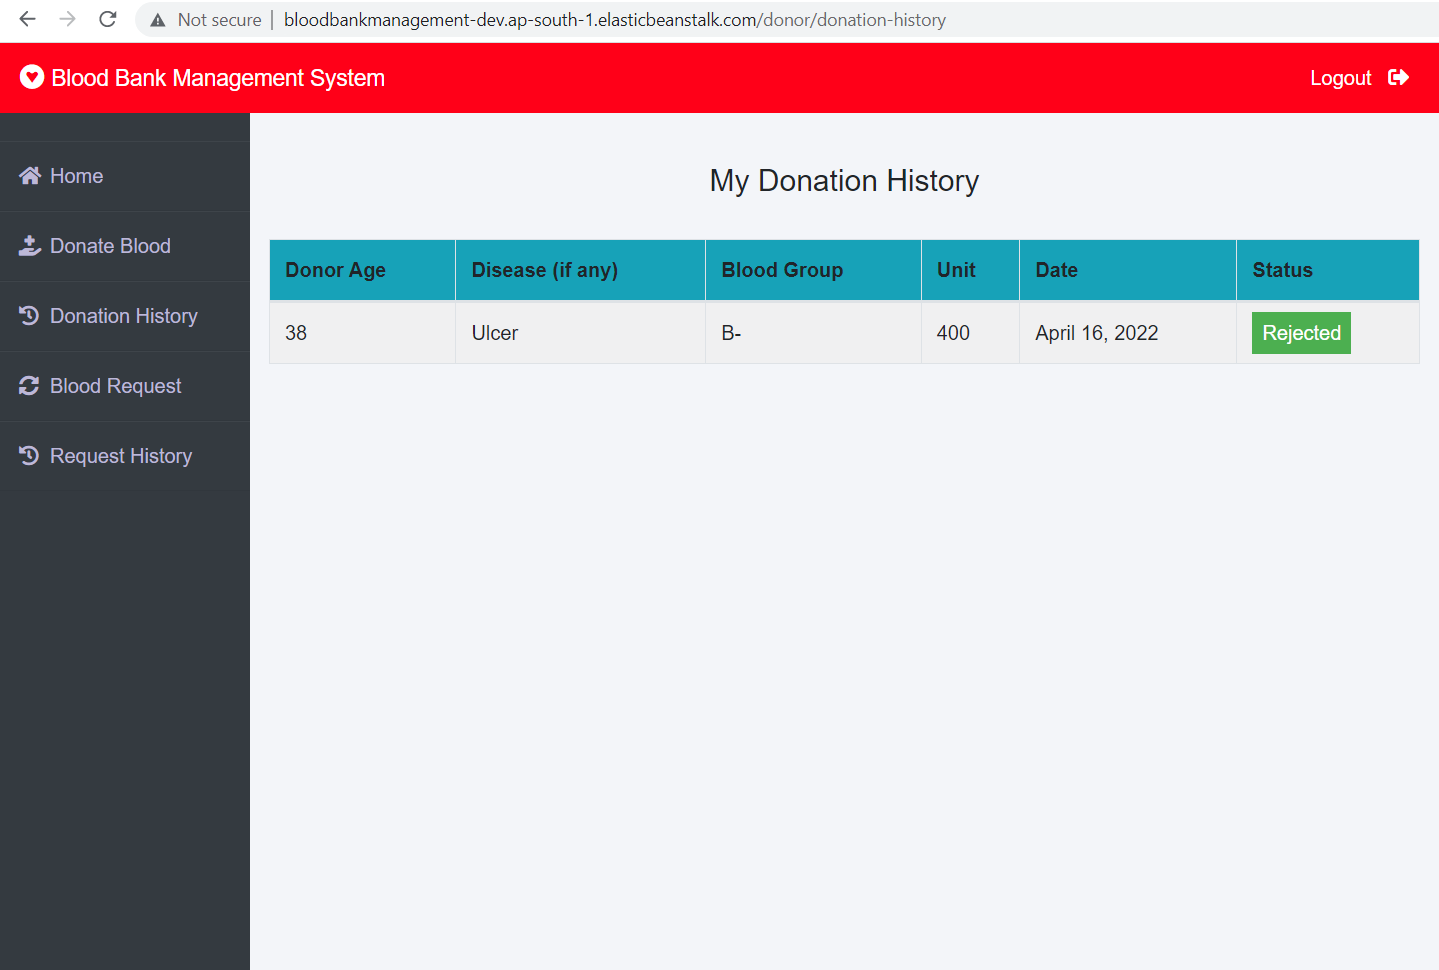 Not secure | bloodbankmanagement-dev.ap-south-1.elasticbeanstalk.com/donor/donation-history
Blood Bank Management System
Logout
Home
Donate Blood
Donation History
Blood Request
Request History
My Donation History
Donor Age Disease (if any) Blood Group Unit Date Status
38 Ulcer B- 400 April 16, 2022 Rejected